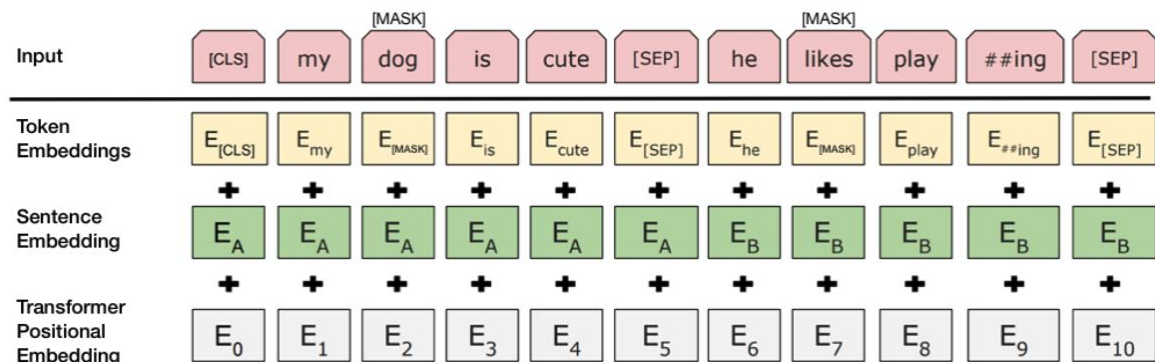 [MASK] [MASK]
Input [CLS] my dog is cute [SEP] he likes play ##ing [SEP]
Token
Embeddings
E[CLS] Emy E[MASK] Eis Ecute E[SEP] Ehe E[MASK] Eplay E##ing E[SEP]
+ + + + + + + + + + +
Sentence
Embedding
EA EA EA EA EA EA EB EB EB EB EB
+ + + + + + + + + + +
Transformer
Positional
Embedding
E0 E1 E2 E3 E4 E5 E6 E7 E8 E9 E10